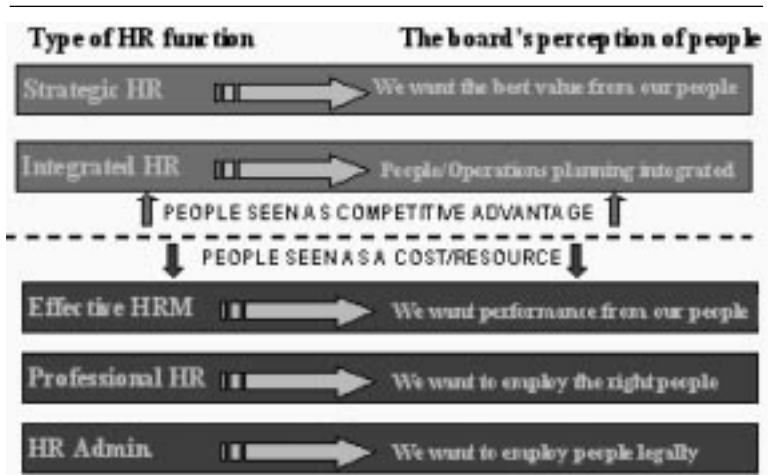 Type of HR function The board's perception of people
Strategic HR We want the best value from our people
Integrated HR People/Operations planning integrated
PEOPLE SEEN AS COMPETITIVE ADVANTAGE
PEOPLE SEEN AS A COST/RESOURCE
Effective HRM We want performance from our people
Professional HR We want to employ the right people
HR Admin. We want to employ people legally